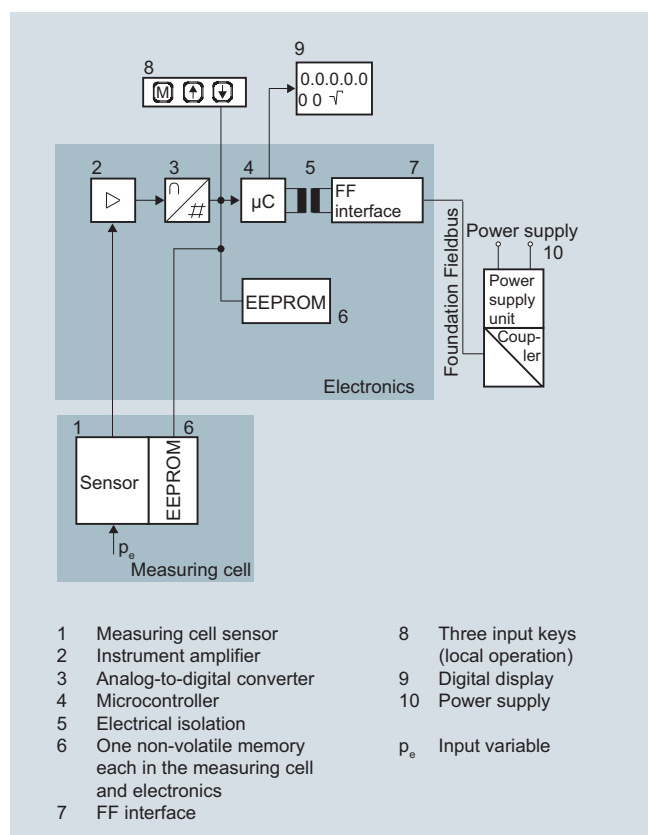 9
8
0.0.0.0.0
0 0 √
M
2
3
4
5
7
µC
FF
interface
Power supply
10
EEPROM
6
Foundation Fieldbus
Power
supply
unit
Coup-
ler
Electronics
1
6
Sensor
EEPROM
pe
Measuring cell
1 Measuring cell sensor
2 Instrument amplifier
3 Analog-to-digital converter
4 Microcontroller
5 Electrical isolation
6 One non-volatile memory
each in the measuring cell
and electronics
7 FF interface
8 Three input keys
(local operation)
9 Digital display
10 Power supply
pe Input variable